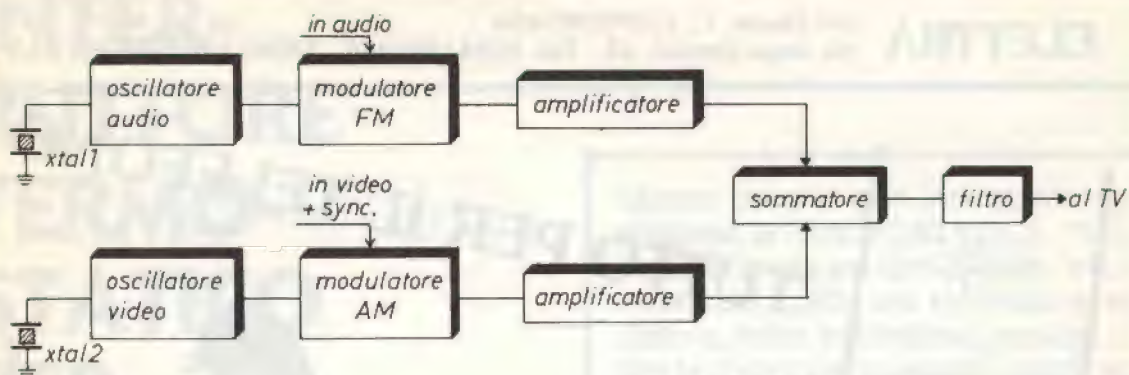 in audio
oscillatore
audio
modulatore
FM
amplificatore
xtal1
sommatore
filtro
al TV
in video
+ sync.
oscillatore
video
modulatore
AM
amplificatore
xtal2